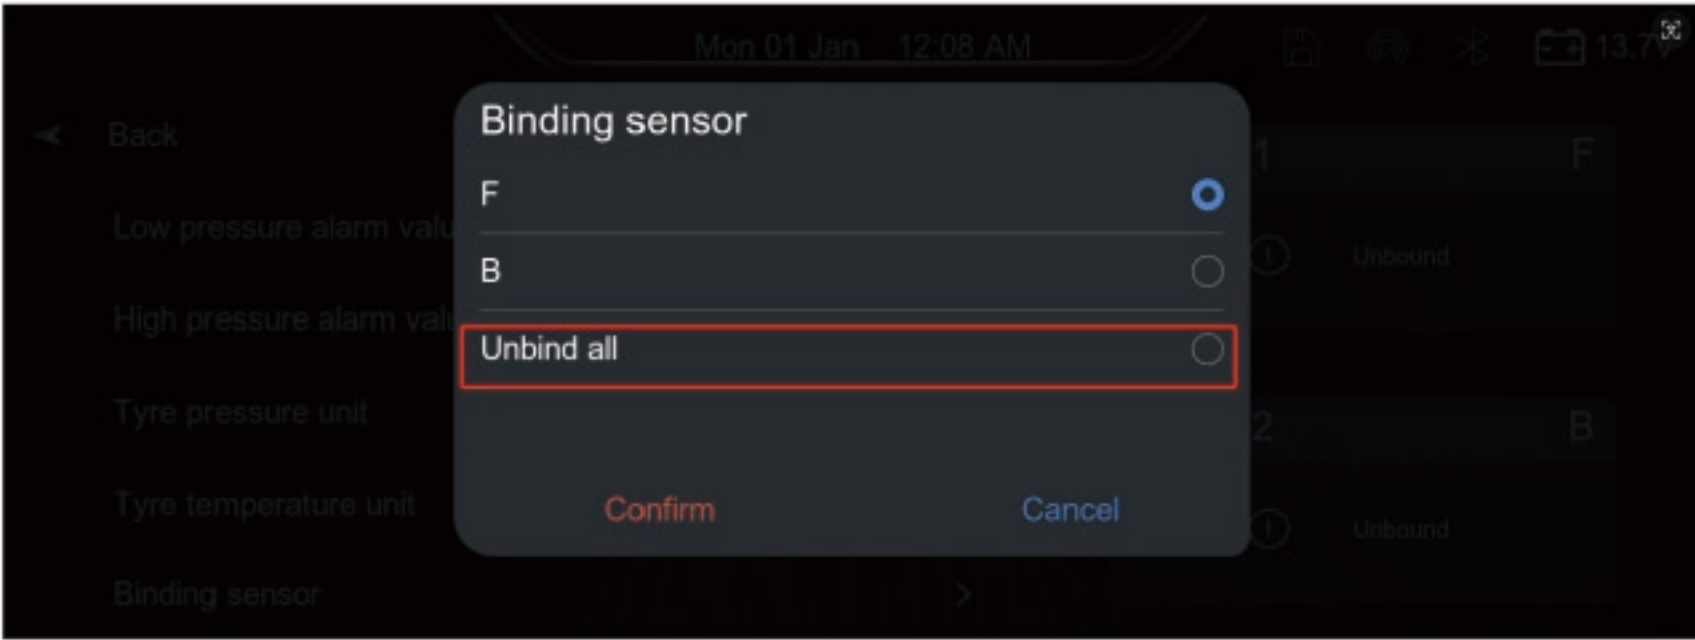 Mon 01 Jan 12:08 AM 13.7V
Binding sensor
Back
1 F
F
Low pressure alarm valu
Unbound
B
High pressure alarm valu
Unbind all
Tyre pressure unit
2 B
Tyre temperature unit
Confirm Cancel
Unbound
Binding sensor